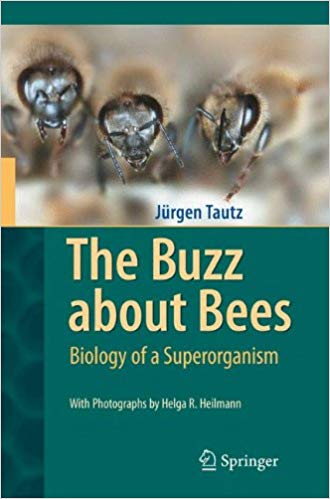 Jürgen Tautz
The Buzz
about Bees
Biology of a Superorganism
With Photographs by Helga R. Heilmann
Springer